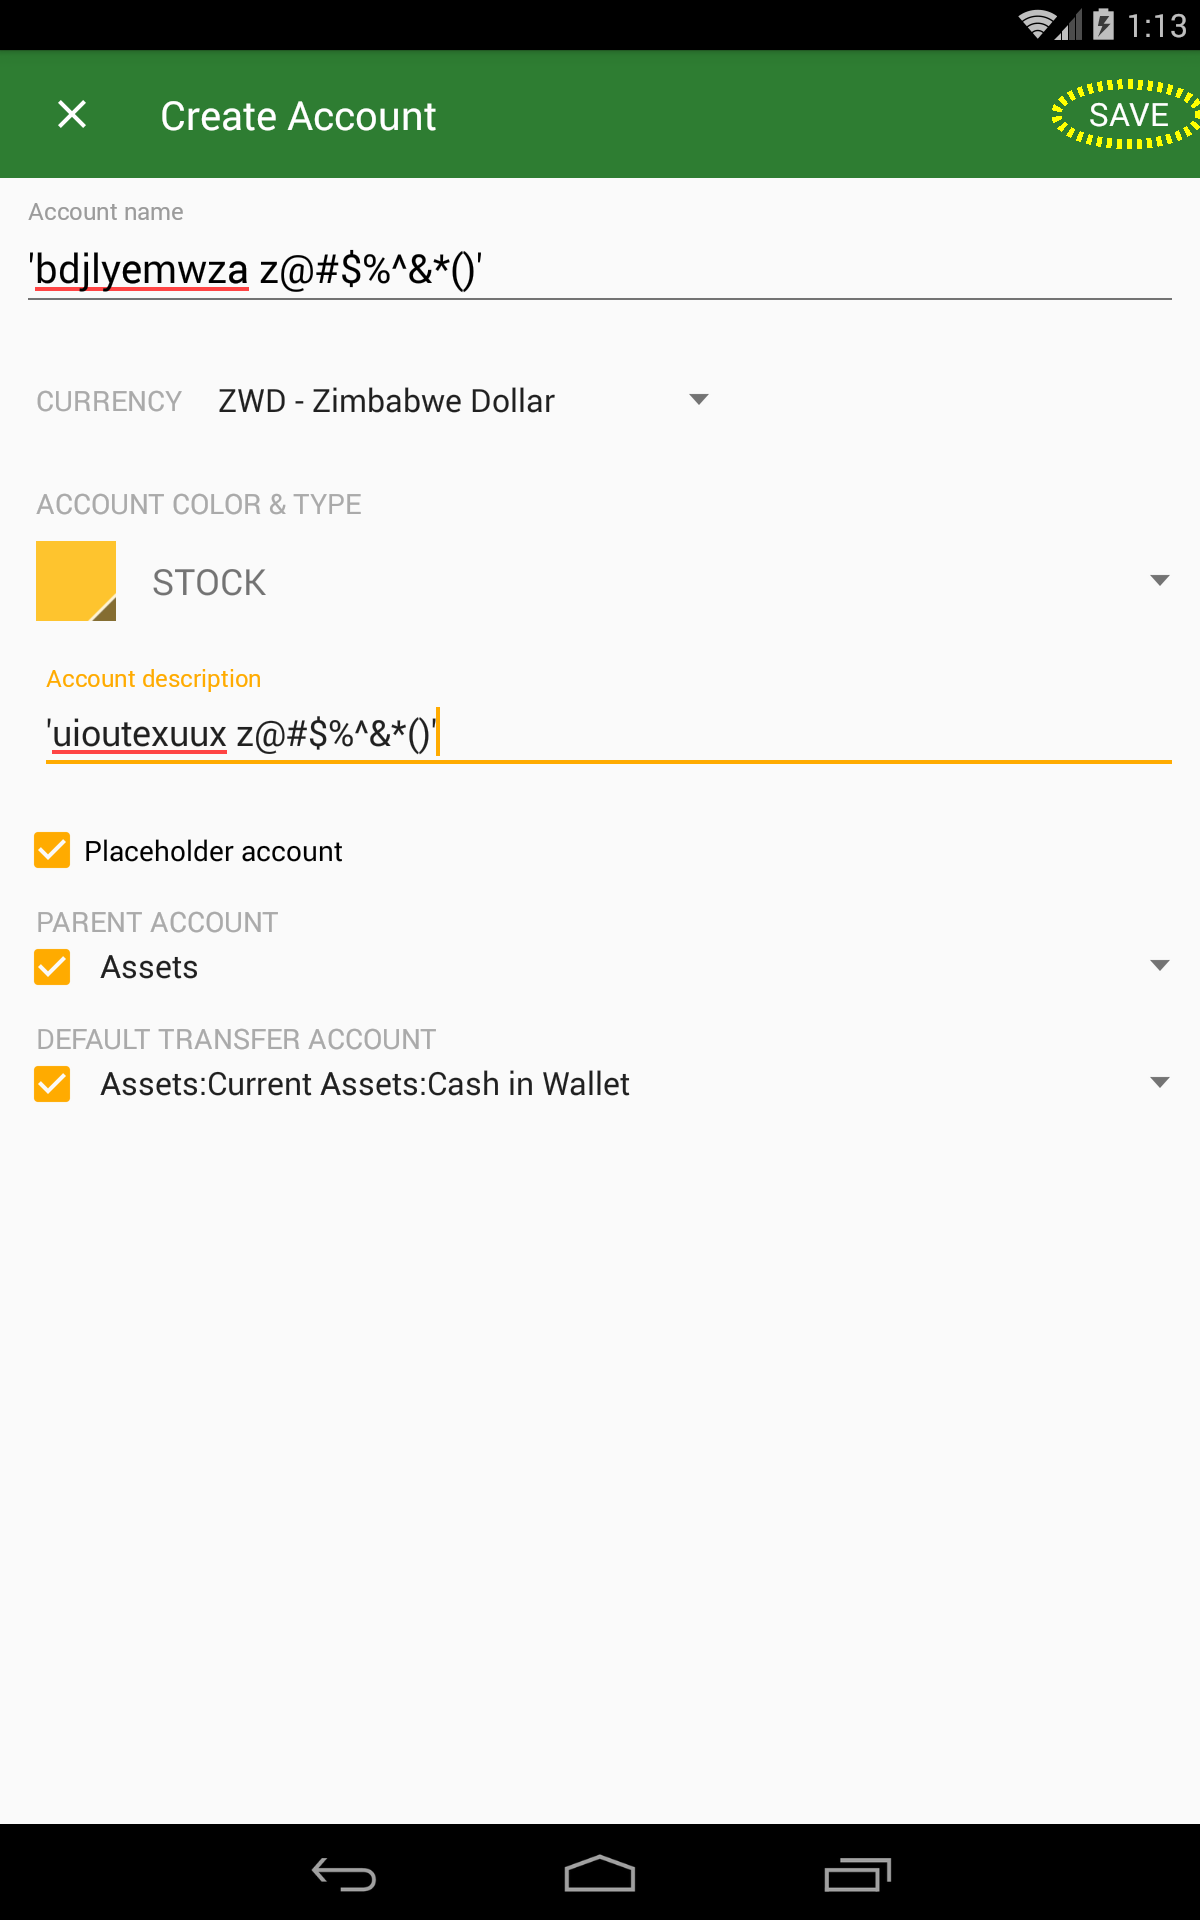 1:13
Create Account
SAVE
Account name
'bdjlyemwza z@#$%^&*()'
CURRENCY ZWD - Zimbabwe Dollar
ACCOUNT COLOR & TYPE
STOCK
Account description
'uioutexuux z@#$%^&*()'
Placeholder account
PARENT ACCOUNT
Assets
DEFAULT TRANSFER ACCOUNT
Assets:Current Assets:Cash in Wallet